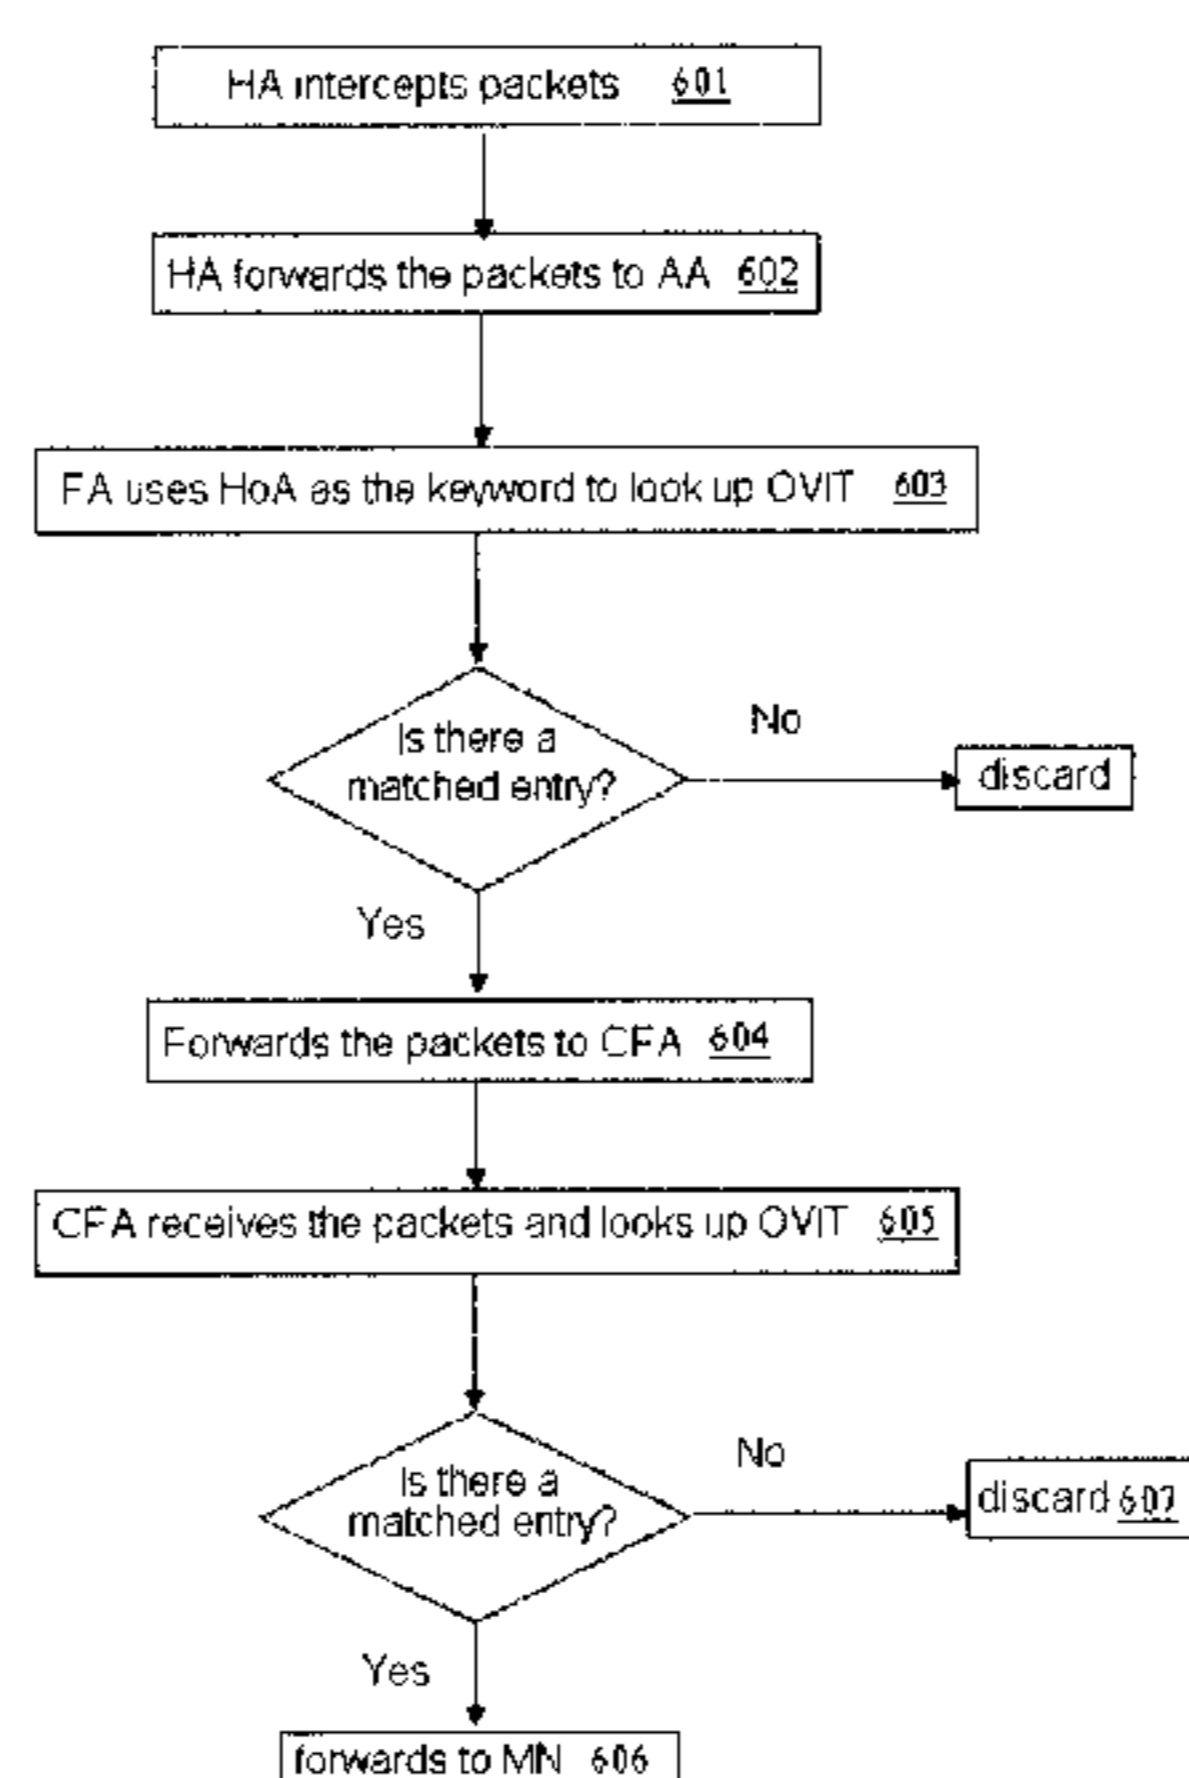 HA intercepts packets 601
HA forwards the packets to AA 602
FA uses HoA as the keyword to look up OVIT 603
Is there a
matched entry?
No
discard
Yes
Forwards the packets to CFA 604
CFA receives the packets and looks up OVIT 605
Is there a
matched entry?
No
discard 607
Yes
forwards to MN 606